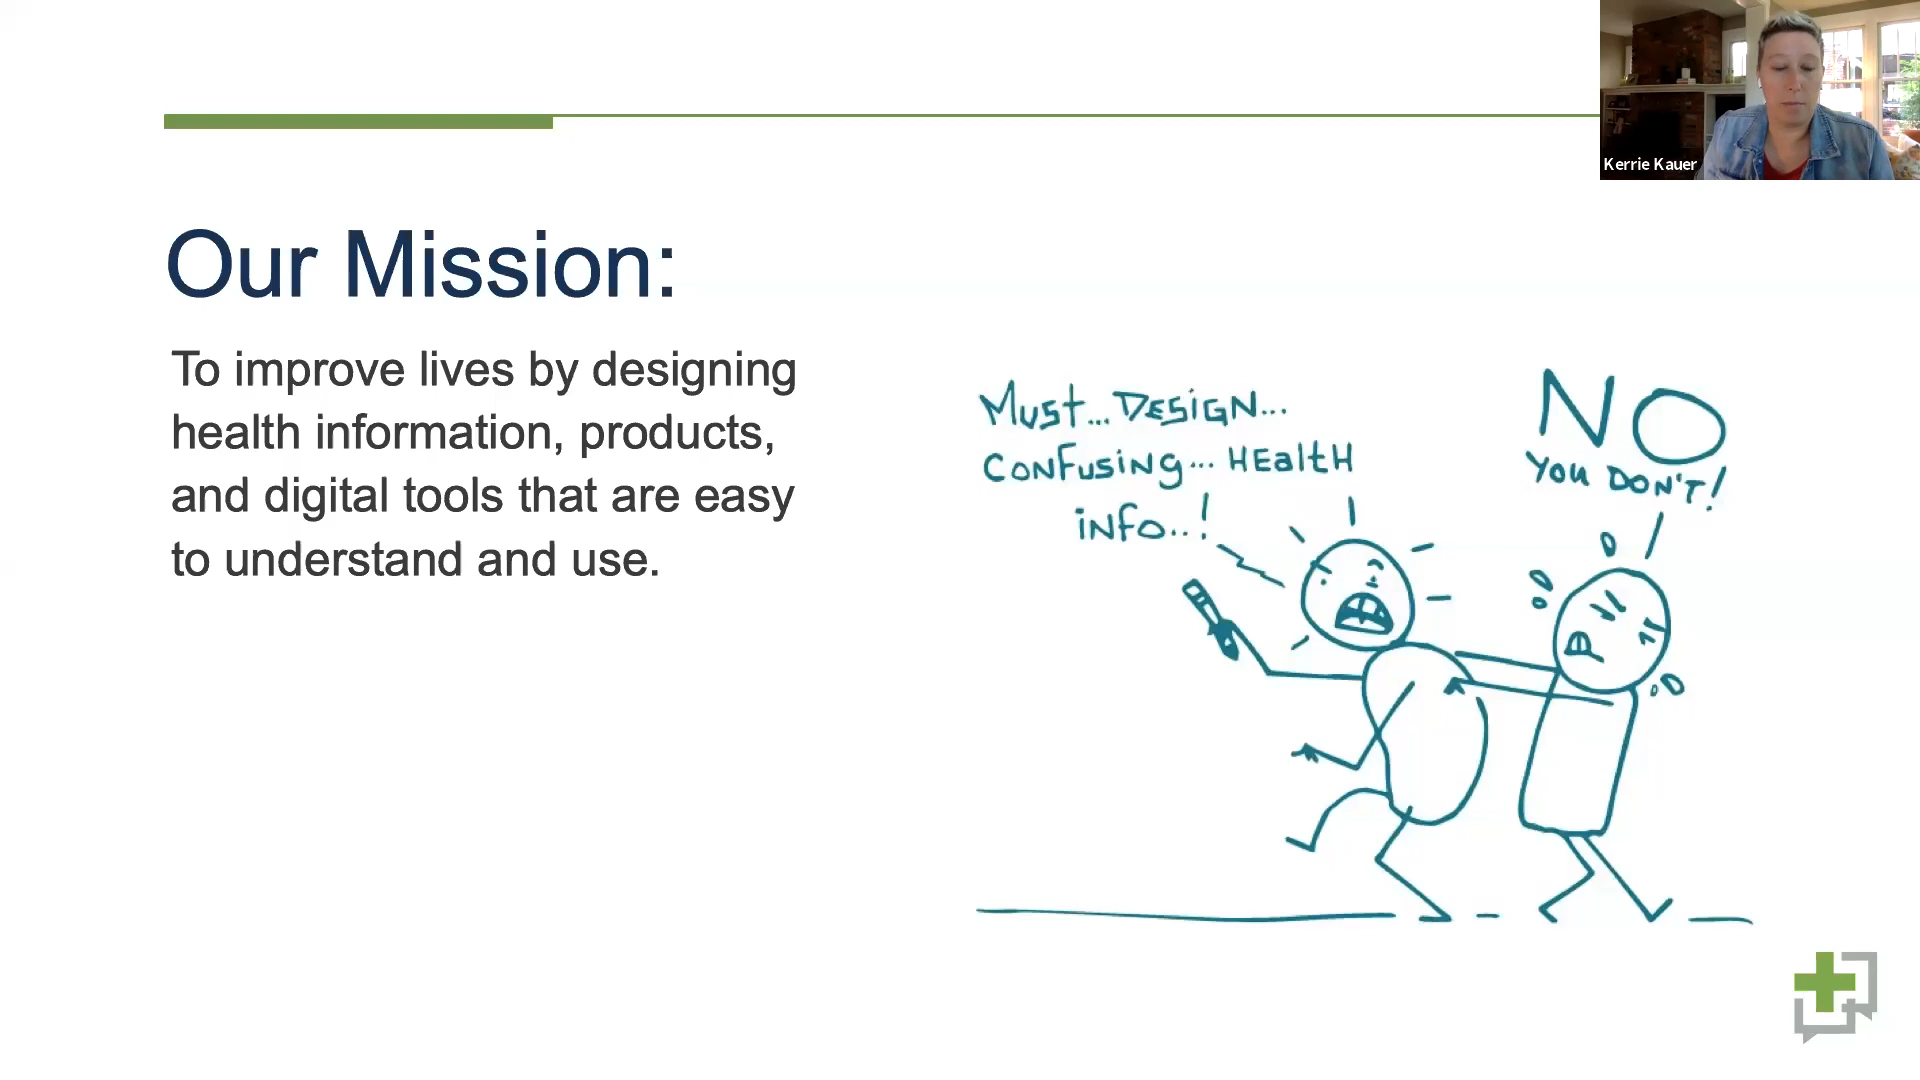 Kerrie Kauer
Our Mission:
To improve lives by designing
health information, products,
and digital tools that are easy
to understand and use.
MUST...DESIGN...
CONFUSING... HEALTH
INFO..!
NO
YOU DON'T!